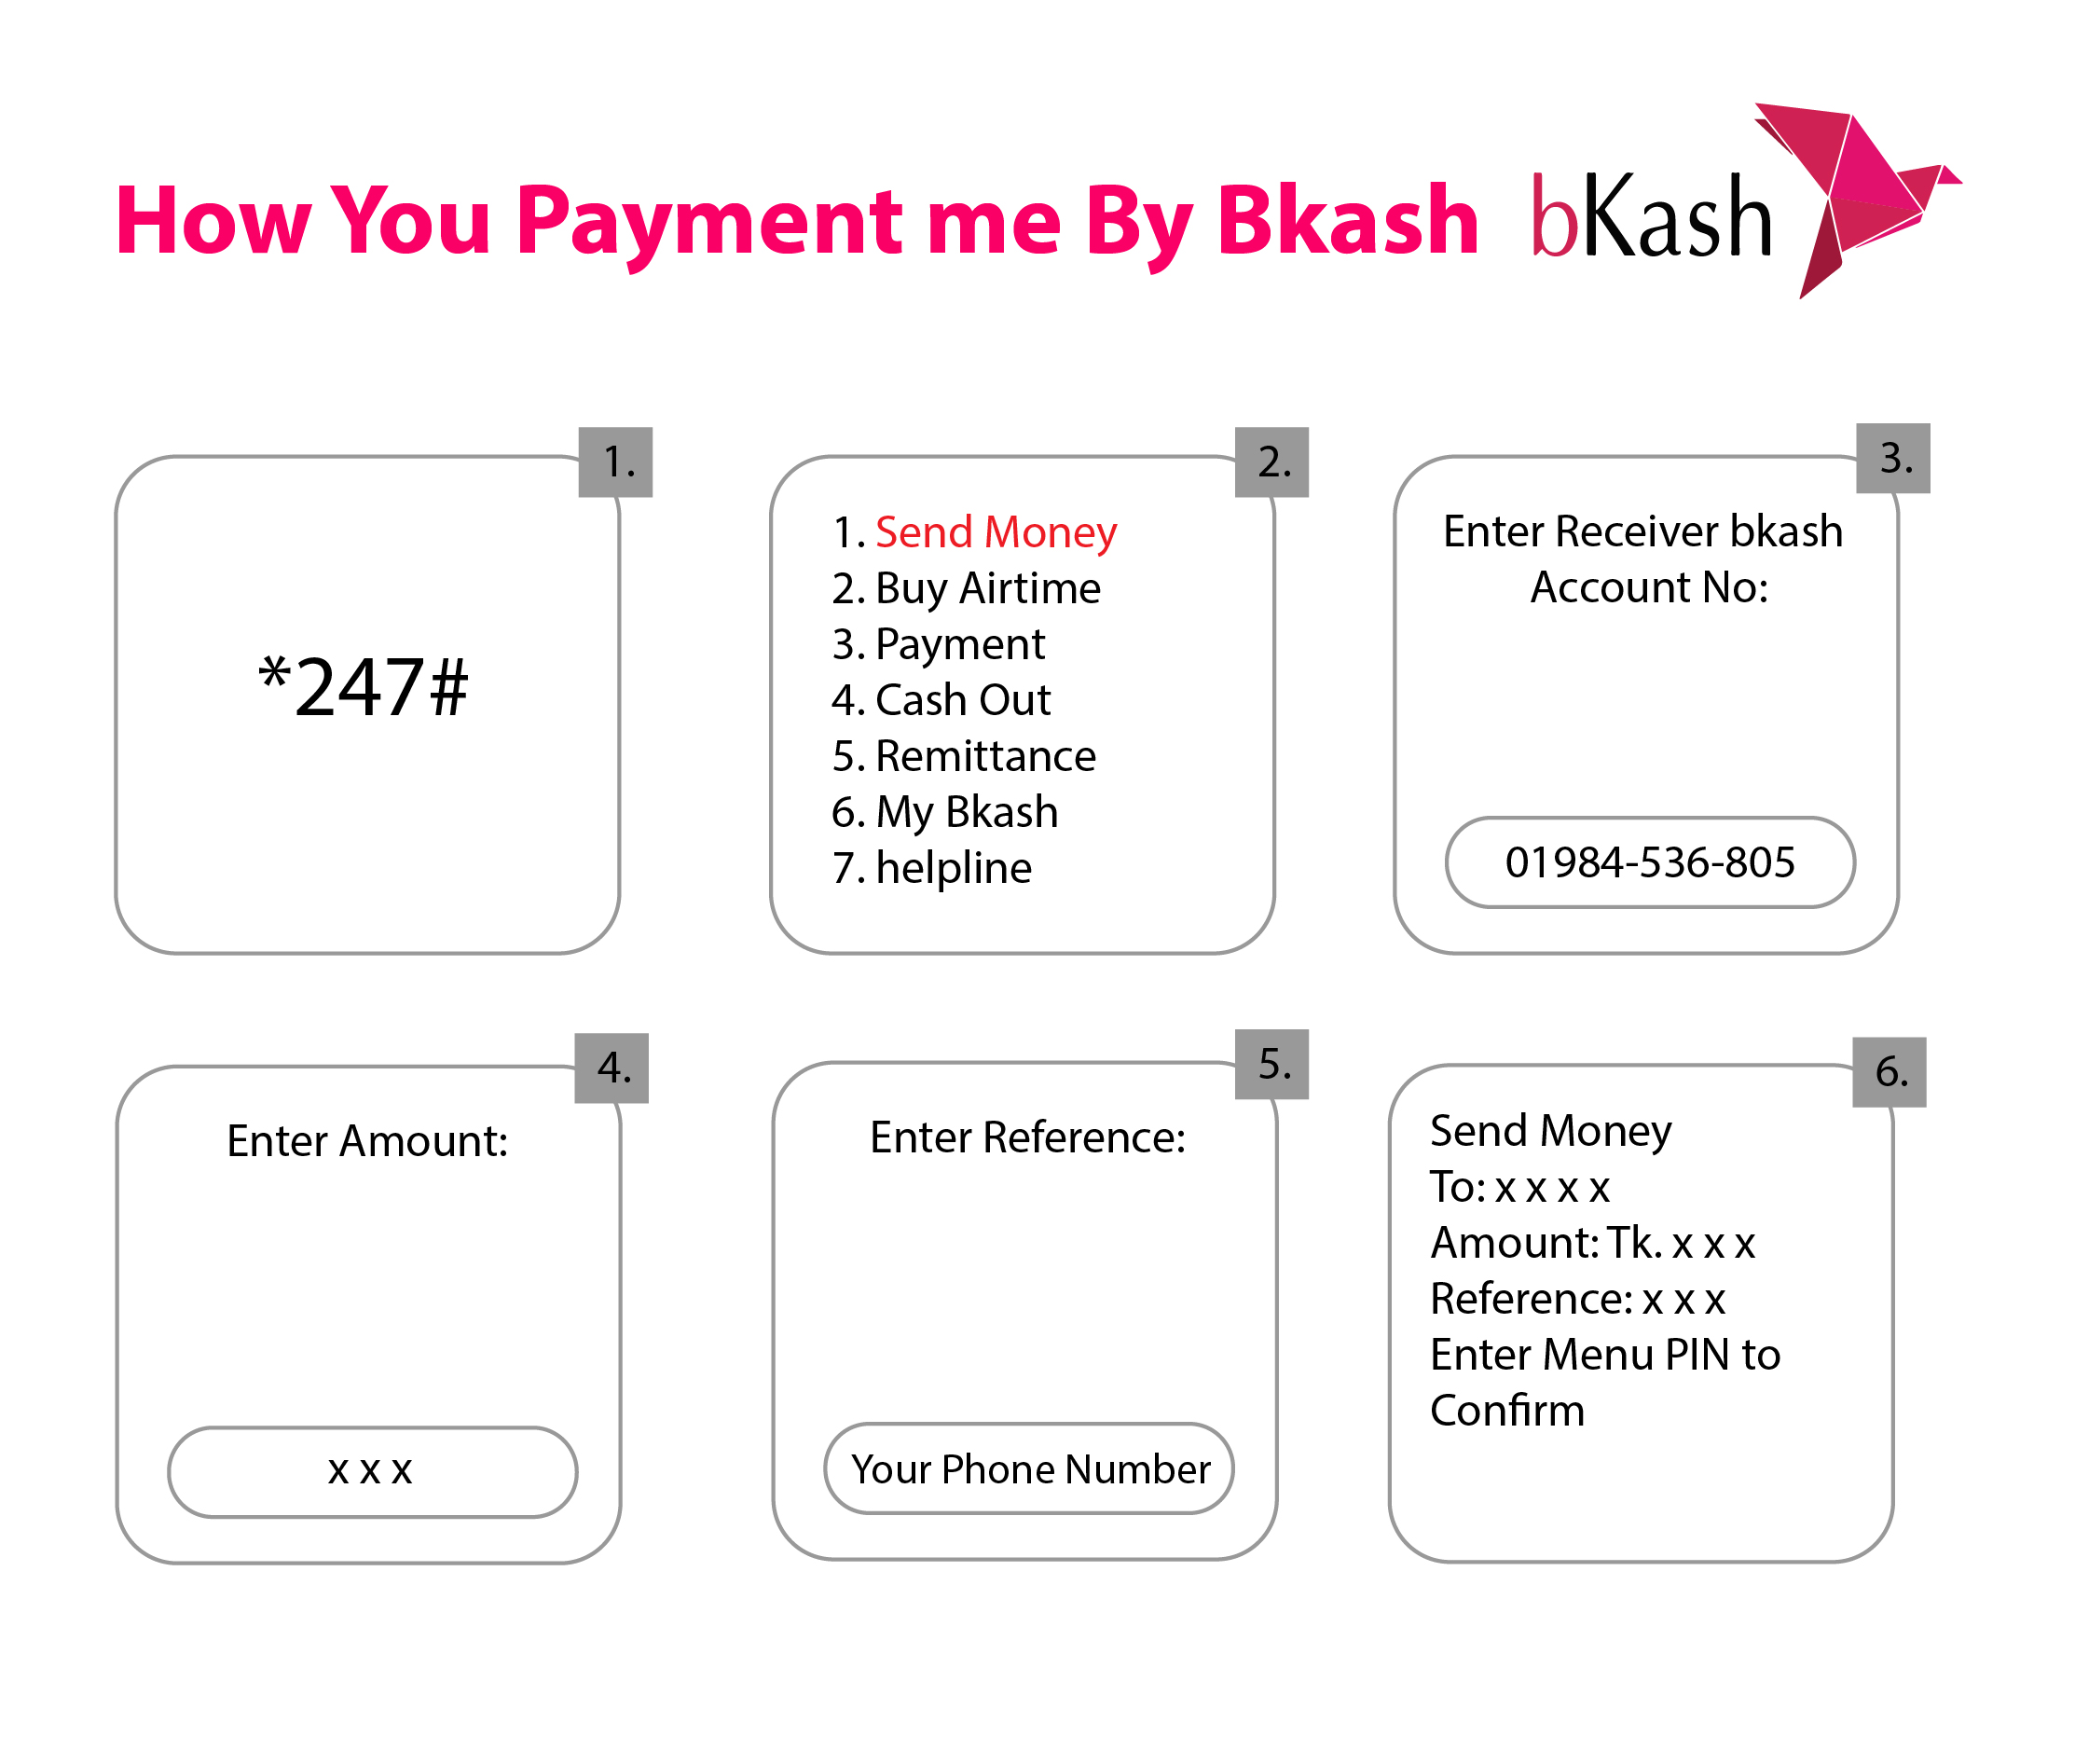 How You Payment me By Bkash
bKash
1.
*247#
2.
1. Send Money
2. Buy Airtime
3. Payment
4. Cash Out
5. Remittance
6. My Bkash
7. helpline
3.
Enter Receiver bkash
Account No:
01984-536-805
4.
Enter Amount:
x x x
5.
Enter Reference:
Your Phone Number
6.
Send Money
To: x x x x
Amount: Tk. x x x
Reference: x x x
Enter Menu PIN to
Confirm